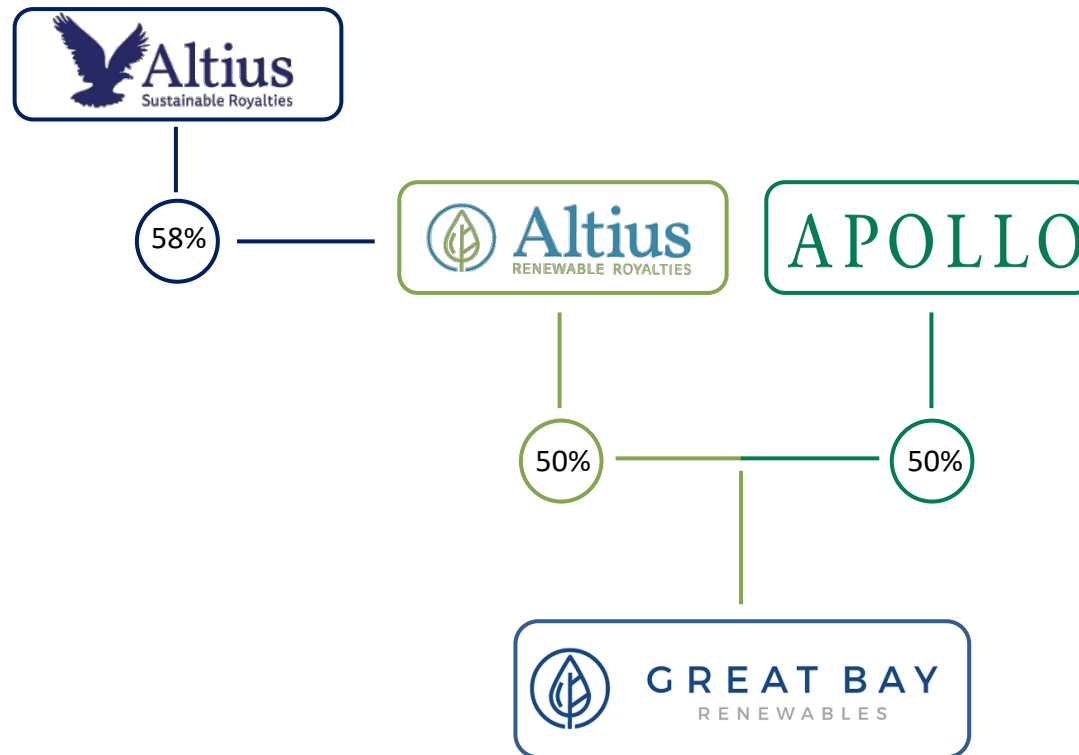 Altius
Sustainable Royalties
58%
Altius
RENEWABLE ROYALTIES
APOLLO
50%
50%
GREAT BAY
RENEWABLES